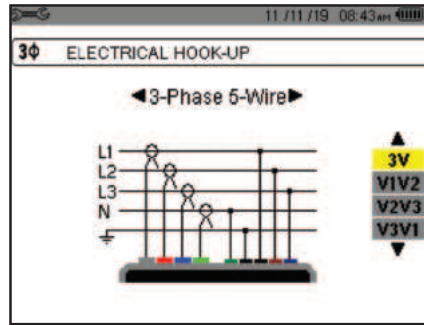 11 /11 /19 08:43AM
3ϕ ELECTRICAL HOOK-UP
◄3-Phase 5-Wire►
L1
L2
L3
N
3V
V1V2
V2V3
V3V1